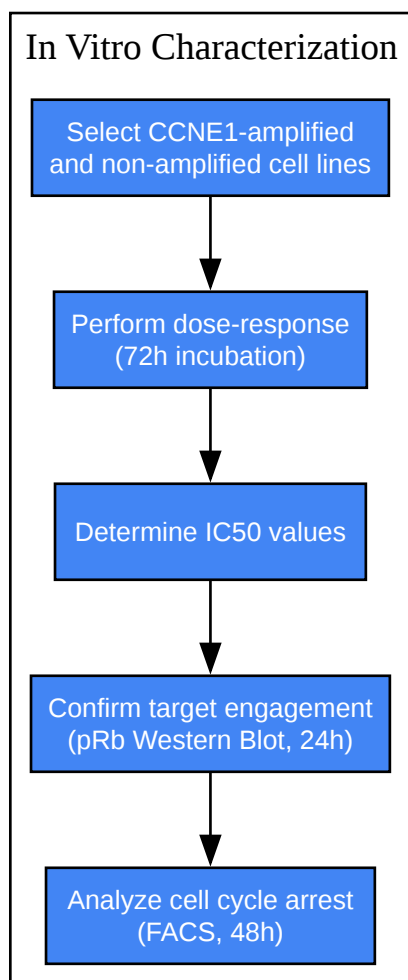 In Vitro Characterization
Select CCNE1-amplified
and non-amplified cell lines
Perform dose-response
(72h incubation)
Determine IC50 values
Confirm target engagement
(pRb Western Blot, 24h)
Analyze cell cycle arrest
(FACS, 48h)